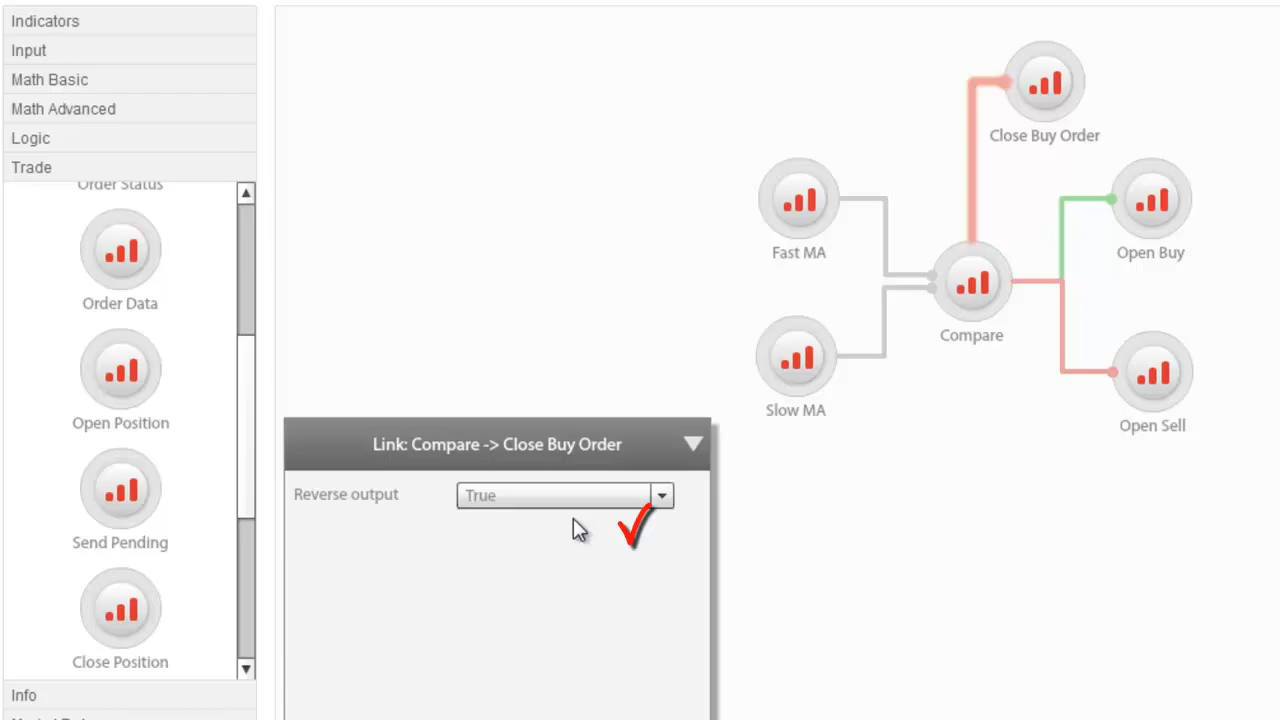 Indicators
Input
Math Basic
Math Advanced
Logic
Trade
Order Status
Order Data
Open Position
Send Pending
Close Position
Info
Close Buy Order
Fast MA
Open Buy
Compare
Slow MA
Open Sell
Link: Compare -> Close Buy Order
Reverse output
True